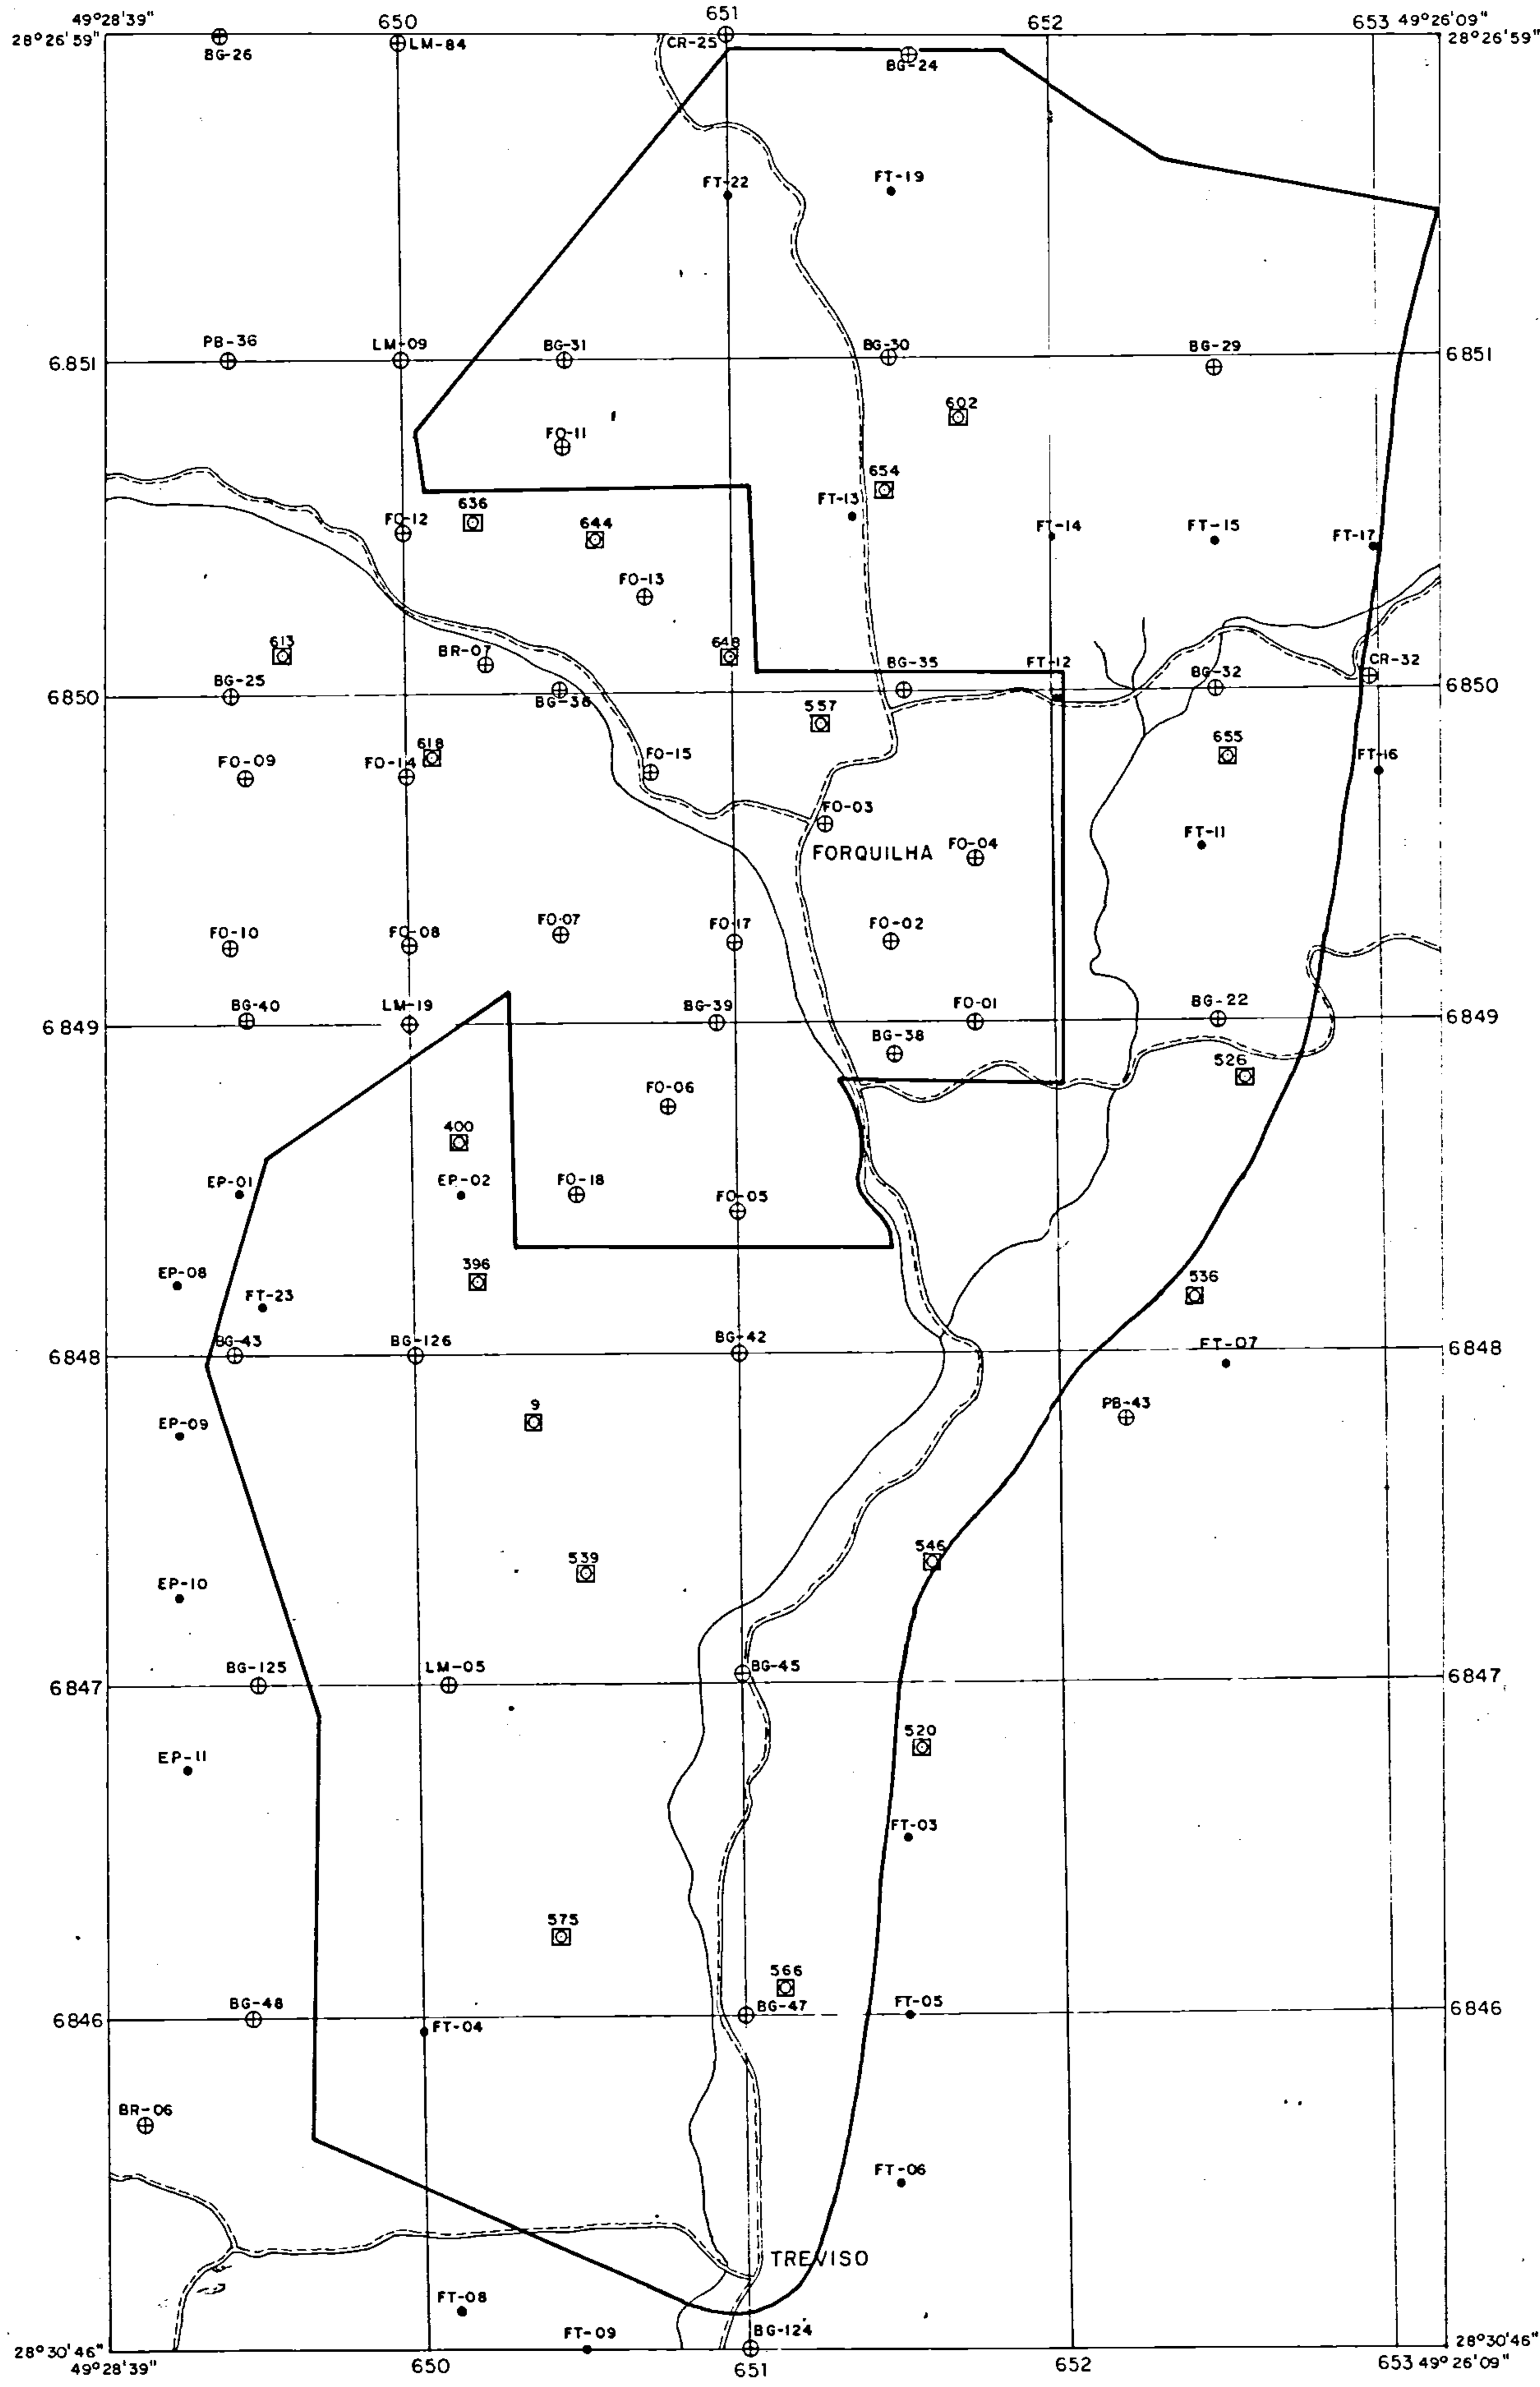 49°28'39"
650
651
652
653
49°26'09"
28°26'59"
28°26'59"
BG-26
LM-84
CR-25
BG-24
FT-22
FT-19
PB-36
LM-09
BG-31
BG-30
BG-29
6.851
6851
602
FO-11
654
636
FT-13
FO-12
644
FT-14
FT-15
FT-17
FO-13
613
648
BR-07
BG-35
FT-12
CR-32
BG-25
BG-36
BG-32
6850
6850
557
618
655
FO-09
FO-14
FO-15
FT-16
FO-03
FORQUILHA
FO-04
FT-11
FO-10
FO-08
FO-07
FO-17
FO-02
BG-40
LM-19
BG-39
FO-01
BG-22
6849
6849
BG-38
526
FO-06
400
EP-01
EP-02
FO-18
FO-05
396
EP-08
FT-23
536
BG-43
BG-126
BG-42
6848
6848
FT-07
9
PB-43
EP-09
539
546
EP-10
BG-125
LM-05
BG-45
6847
6847
520
EP-11
FT-03
575
566
BG-48
BG-47
FT-05
6846
6846
FT-04
BR-06
FT-06
TREVISO
FT-08
FT-09
BG-124
28°30'46"
28°30'46"
49°28'39"
650
651
652
653
49°26'09"